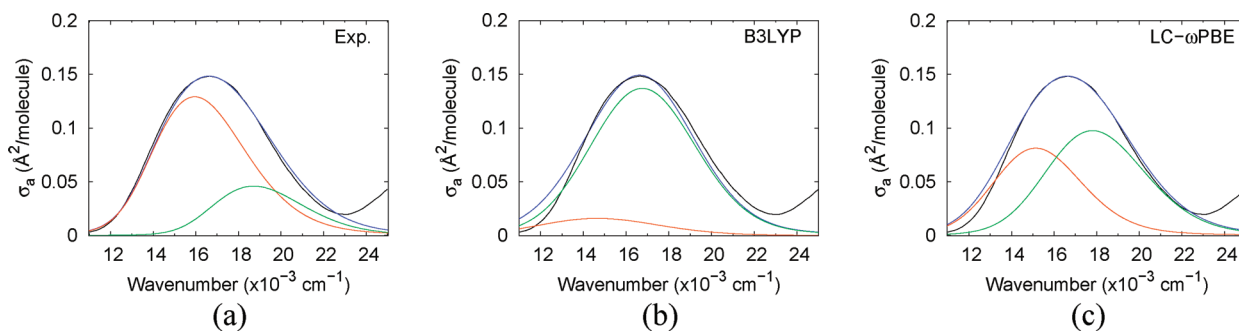 0.2
0.15
0.1
0.05
0
σa (Å²/molecule)
Exp.
12 14 16 18 20 22 24
Wavenumber (x10⁻³ cm⁻¹)
(a)
0.2
0.15
0.1
0.05
0
σa (Å²/molecule)
B3LYP
12 14 16 18 20 22 24
Wavenumber (x10⁻³ cm⁻¹)
(b)
0.2
0.15
0.1
0.05
0
σa (Å²/molecule)
LC-ωPBE
12 14 16 18 20 22 24
Wavenumber (x10⁻³ cm⁻¹)
(c)